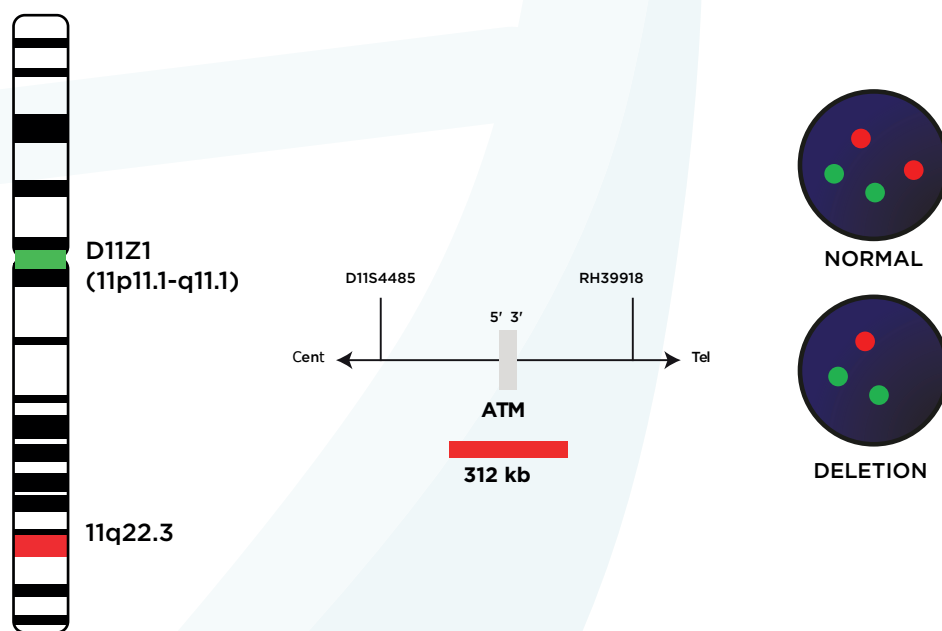 D11Z1
(11p11.1-q11.1)
11q22.3
D11S4485
RH39918
5' 3'
Cent
Tel
ATM
312 kb
NORMAL
DELETION